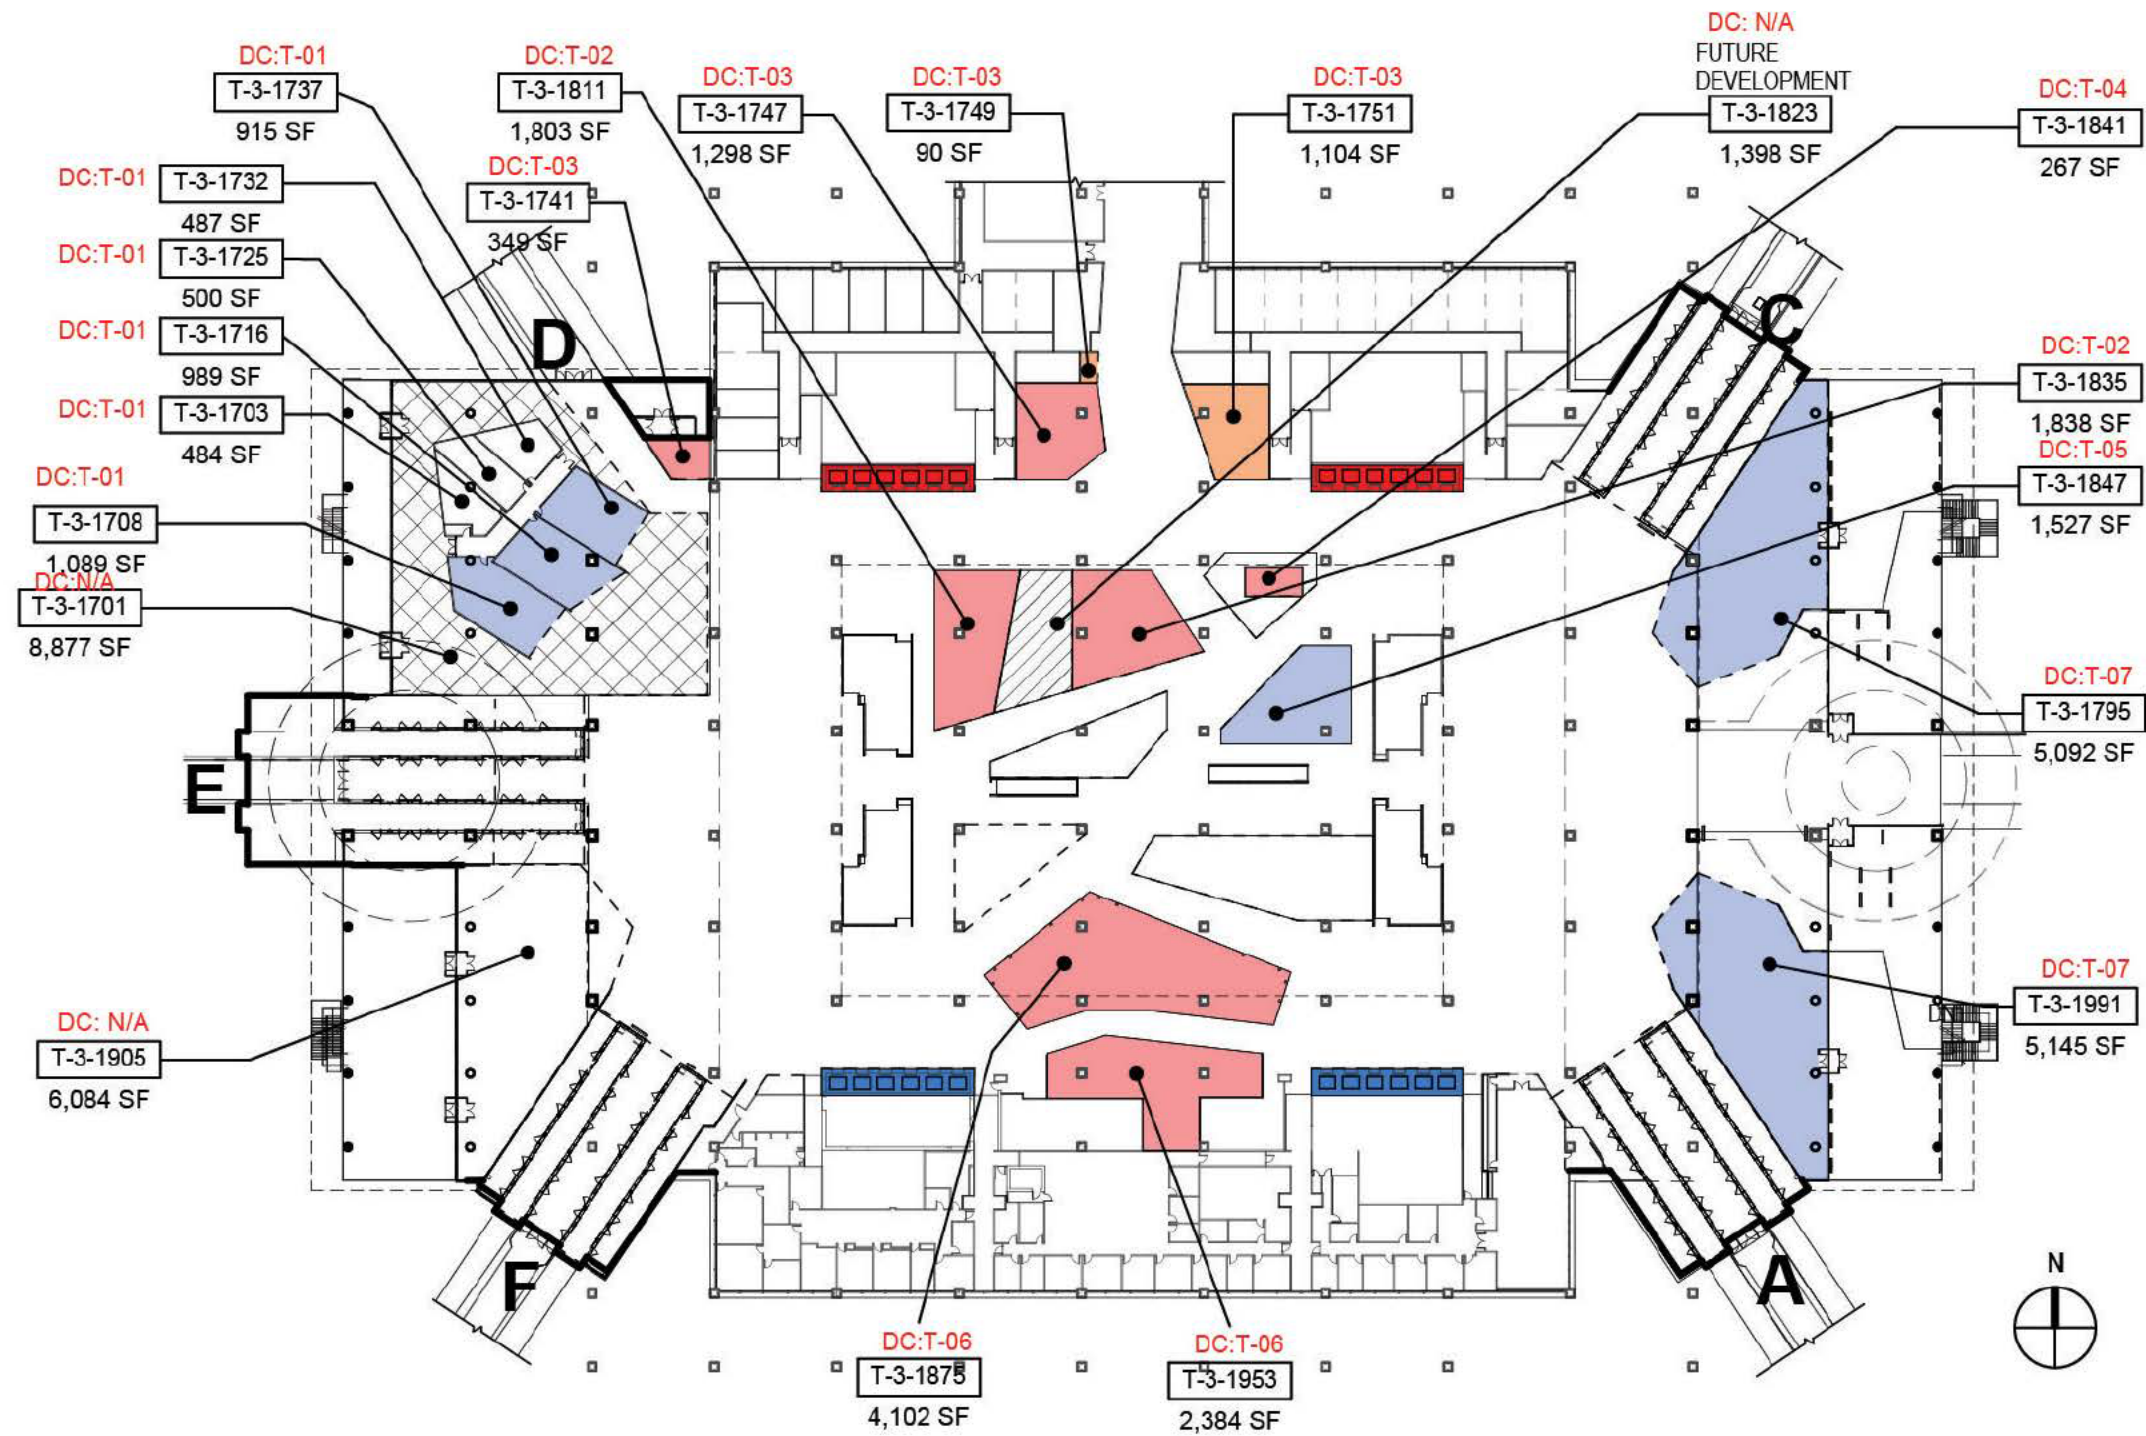 DC:T-01
T-3-1737
915 SF
DC:T-02
T-3-1811
1,803 SF
DC:T-03
T-3-1747
1,298 SF
DC:T-03
T-3-1749
90 SF
DC:T-03
T-3-1751
1,104 SF
DC: N/A
FUTURE
DEVELOPMENT
T-3-1823
1,398 SF
DC:T-04
T-3-1841
267 SF
DC:T-01 T-3-1732
487 SF
DC:T-03
T-3-1741
349 SF
DC:T-01 T-3-1725
500 SF
DC:T-01 T-3-1716
989 SF
DC:T-01 T-3-1703
484 SF
DC:T-01
T-3-1708
1,089 SF
DC:N/A
T-3-1701
8,877 SF
D
C
DC:T-02
T-3-1835
1,838 SF
DC:T-05
T-3-1847
1,527 SF
DC:T-07
T-3-1795
5,092 SF
E
DC: N/A
T-3-1905
6,084 SF
DC:T-07
T-3-1991
5,145 SF
F
A
N
DC:T-06
T-3-1875
4,102 SF
DC:T-06
T-3-1953
2,384 SF